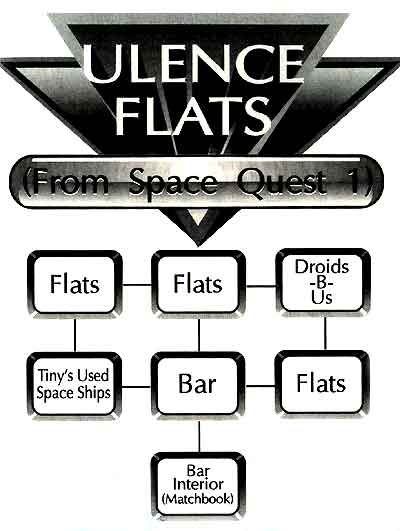 ULENCE
FLATS
(From Space Quest 1)
Flats
Flats
Droids
-B-
Us
Tiny's Used
Space Ships
Bar
Flats
Bar
Interior
(Matchbook)